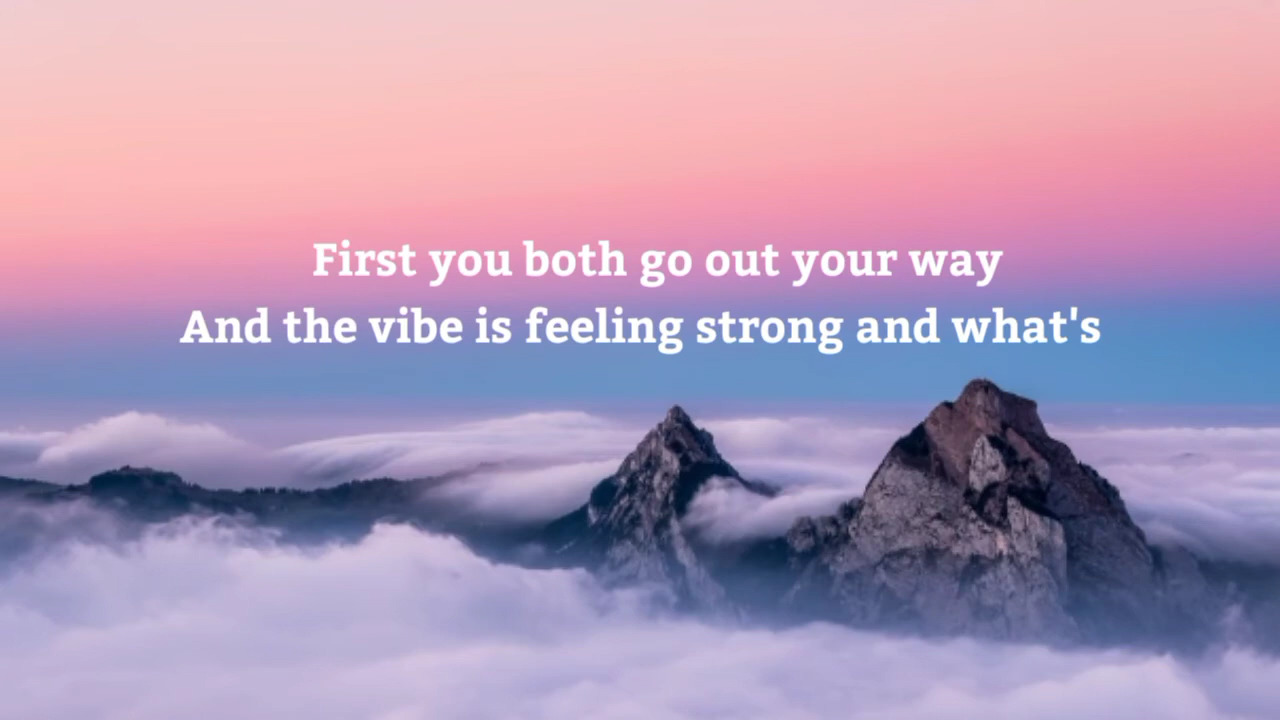 First you both go out your way
And the vibe is feeling strong and what's